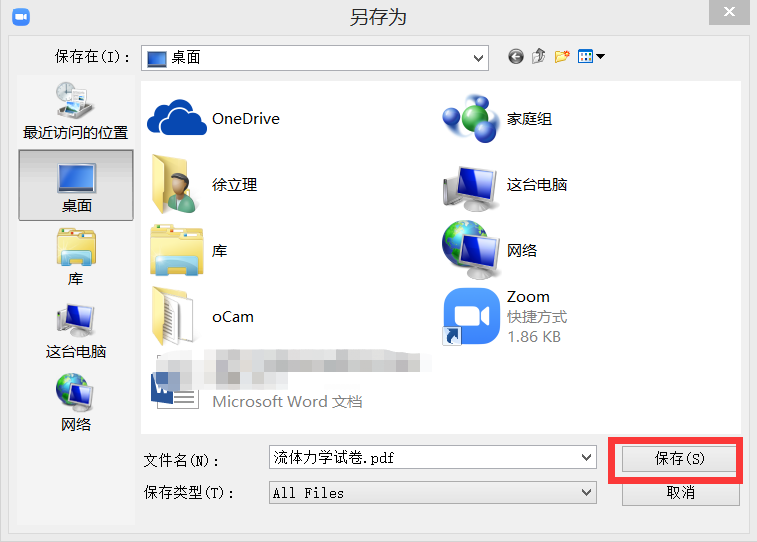 另存为
保存在(I):
桌面
最近访问的位置
桌面
库
这台电脑
网络
OneDrive
家庭组
徐立理
这台电脑
库
网络
oCam
Zoom
快捷方式
1.86 KB
Microsoft Word 文档
文件名(N):
流体力学试卷.pdf
保存(S)
保存类型(T):
All Files
取消